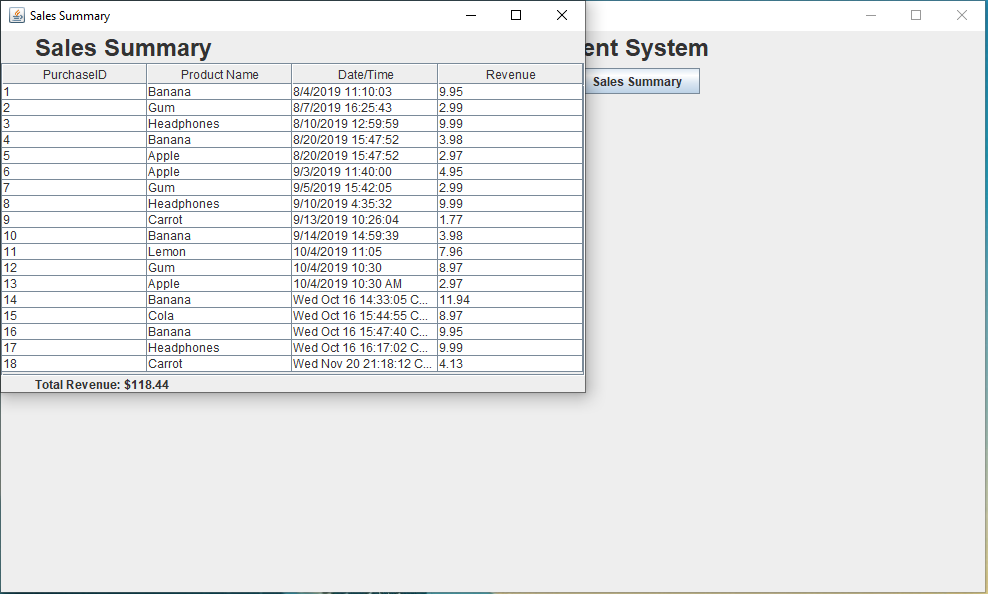 Sales Summary
Sales Summary
ent System
Sales Summary
PurchaseID Product Name Date/Time Revenue
1 Banana 8/4/2019 11:10:03 9.95
2 Gum 8/7/2019 16:25:43 2.99
3 Headphones 8/10/2019 12:59:59 9.99
4 Banana 8/20/2019 15:47:52 3.98
5 Apple 8/20/2019 15:47:52 2.97
6 Apple 9/3/2019 11:40:00 4.95
7 Gum 9/5/2019 15:42:05 2.99
8 Headphones 9/10/2019 4:35:32 9.99
9 Carrot 9/13/2019 10:26:04 1.77
10 Banana 9/14/2019 14:59:39 3.98
11 Lemon 10/4/2019 11:05 7.96
12 Gum 10/4/2019 10:30 8.97
13 Apple 10/4/2019 10:30 AM 2.97
14 Banana Wed Oct 16 14:33:05 C... 11.94
15 Cola Wed Oct 16 15:44:55 C... 8.97
16 Banana Wed Oct 16 15:47:40 C... 9.95
17 Headphones Wed Oct 16 16:17:02 C... 9.99
18 Carrot Wed Nov 20 21:18:12 C... 4.13
Total Revenue: $118.44